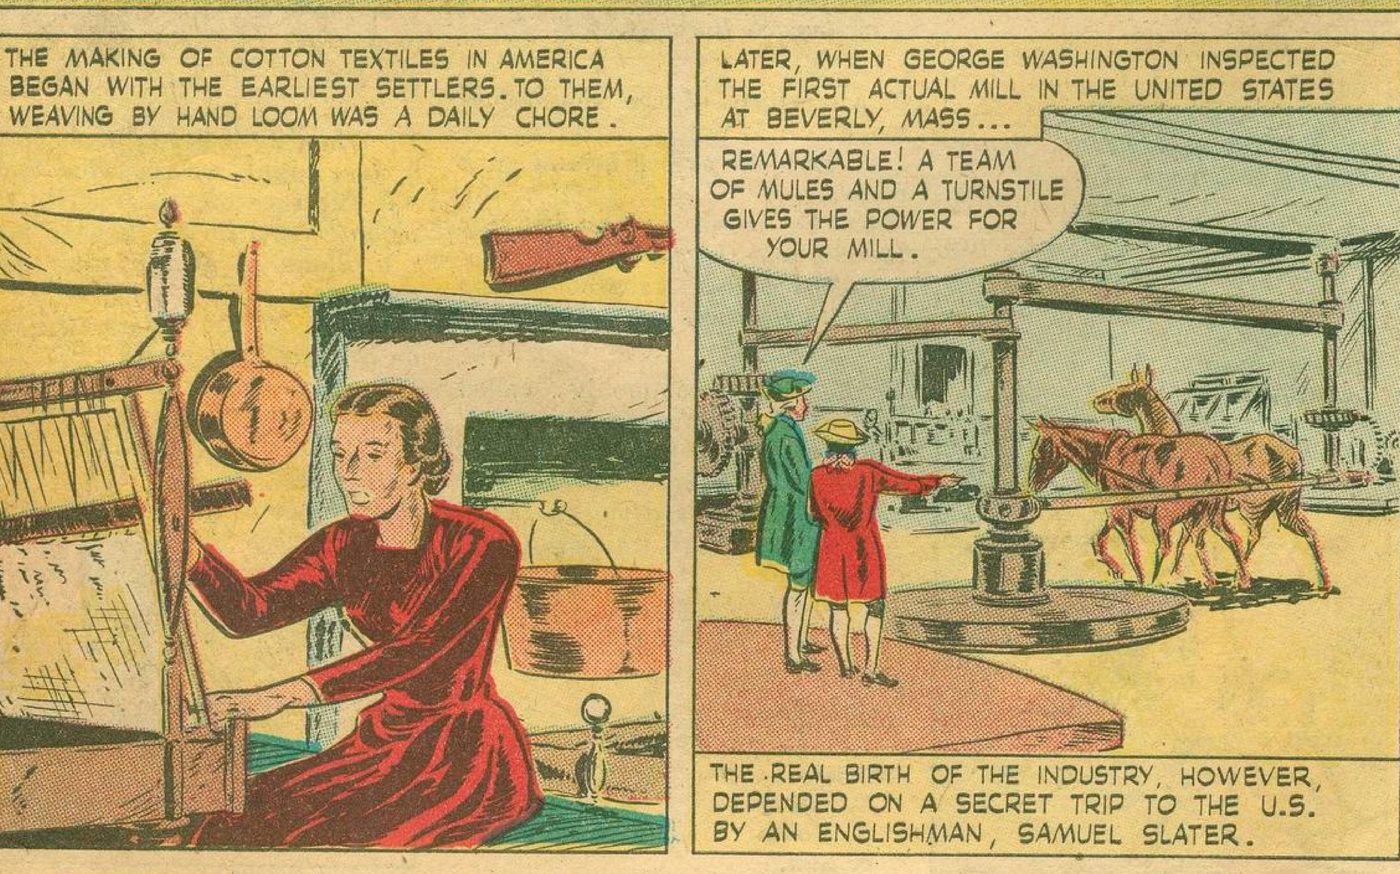 THE MAKING OF COTTON TEXTILES IN AMERICA
BEGAN WITH THE EARLIEST SETTLERS. TO THEM,
WEAVING BY HAND LOOM WAS A DAILY CHORE.
LATER, WHEN GEORGE WASHINGTON INSPECTED
THE FIRST ACTUAL MILL IN THE UNITED STATES
AT BEVERLY, MASS...
REMARKABLE! A TEAM
OF MULES AND A TURNSTILE
GIVES THE POWER FOR
YOUR MILL.
THE REAL BIRTH OF THE INDUSTRY, HOWEVER,
DEPENDED ON A SECRET TRIP TO THE U.S.
BY AN ENGLISHMAN, SAMUEL SLATER.